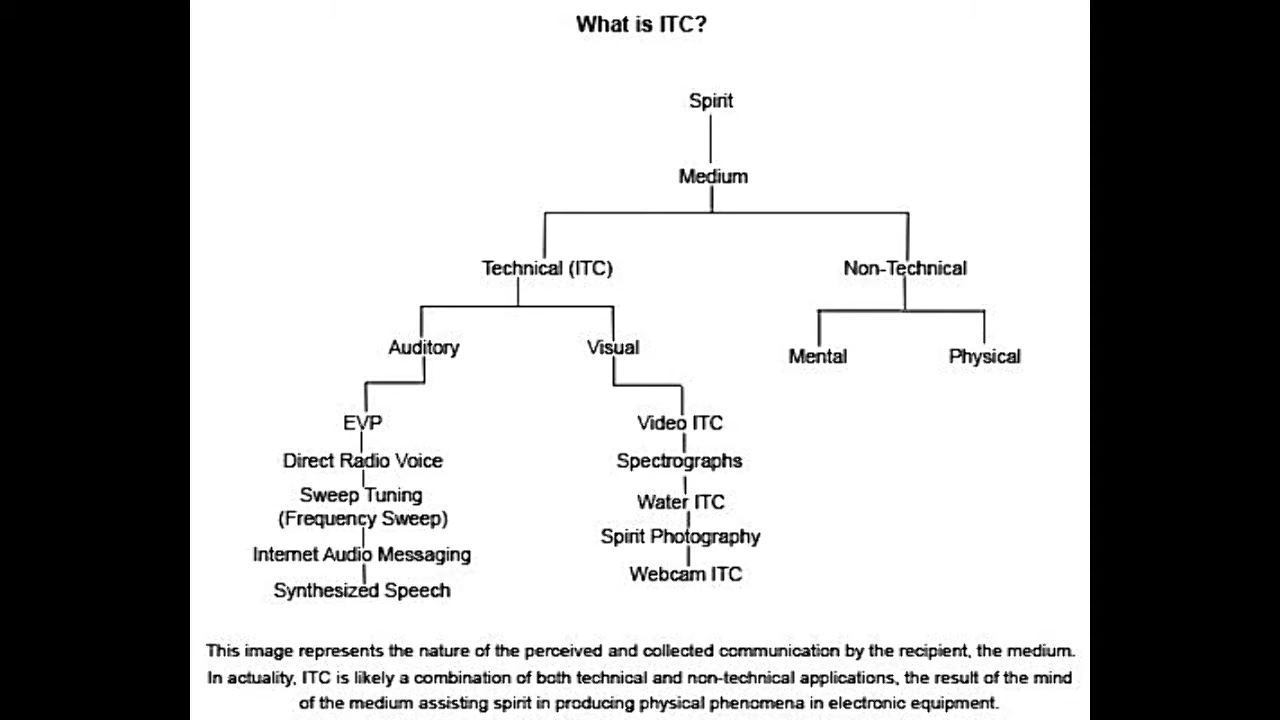 What is ITC?
Spirit
Medium
Technical (ITC)
Non-Technical
Auditory
Visual
Mental
Physical
EVP
Video ITC
Direct Radio Voice
Spectrographs
Sweep Tuning
(Frequency Sweep)
Water ITC
Spirit Photography
Internet Audio Messaging
Webcam ITC
Synthesized Speech
This image represents the nature of the perceived and collected communication by the recipient, the medium.
In actuality, ITC is likely a combination of both technical and non-technical applications, the result of the mind
of the medium assisting spirit in producing physical phenomena in electronic equipment.